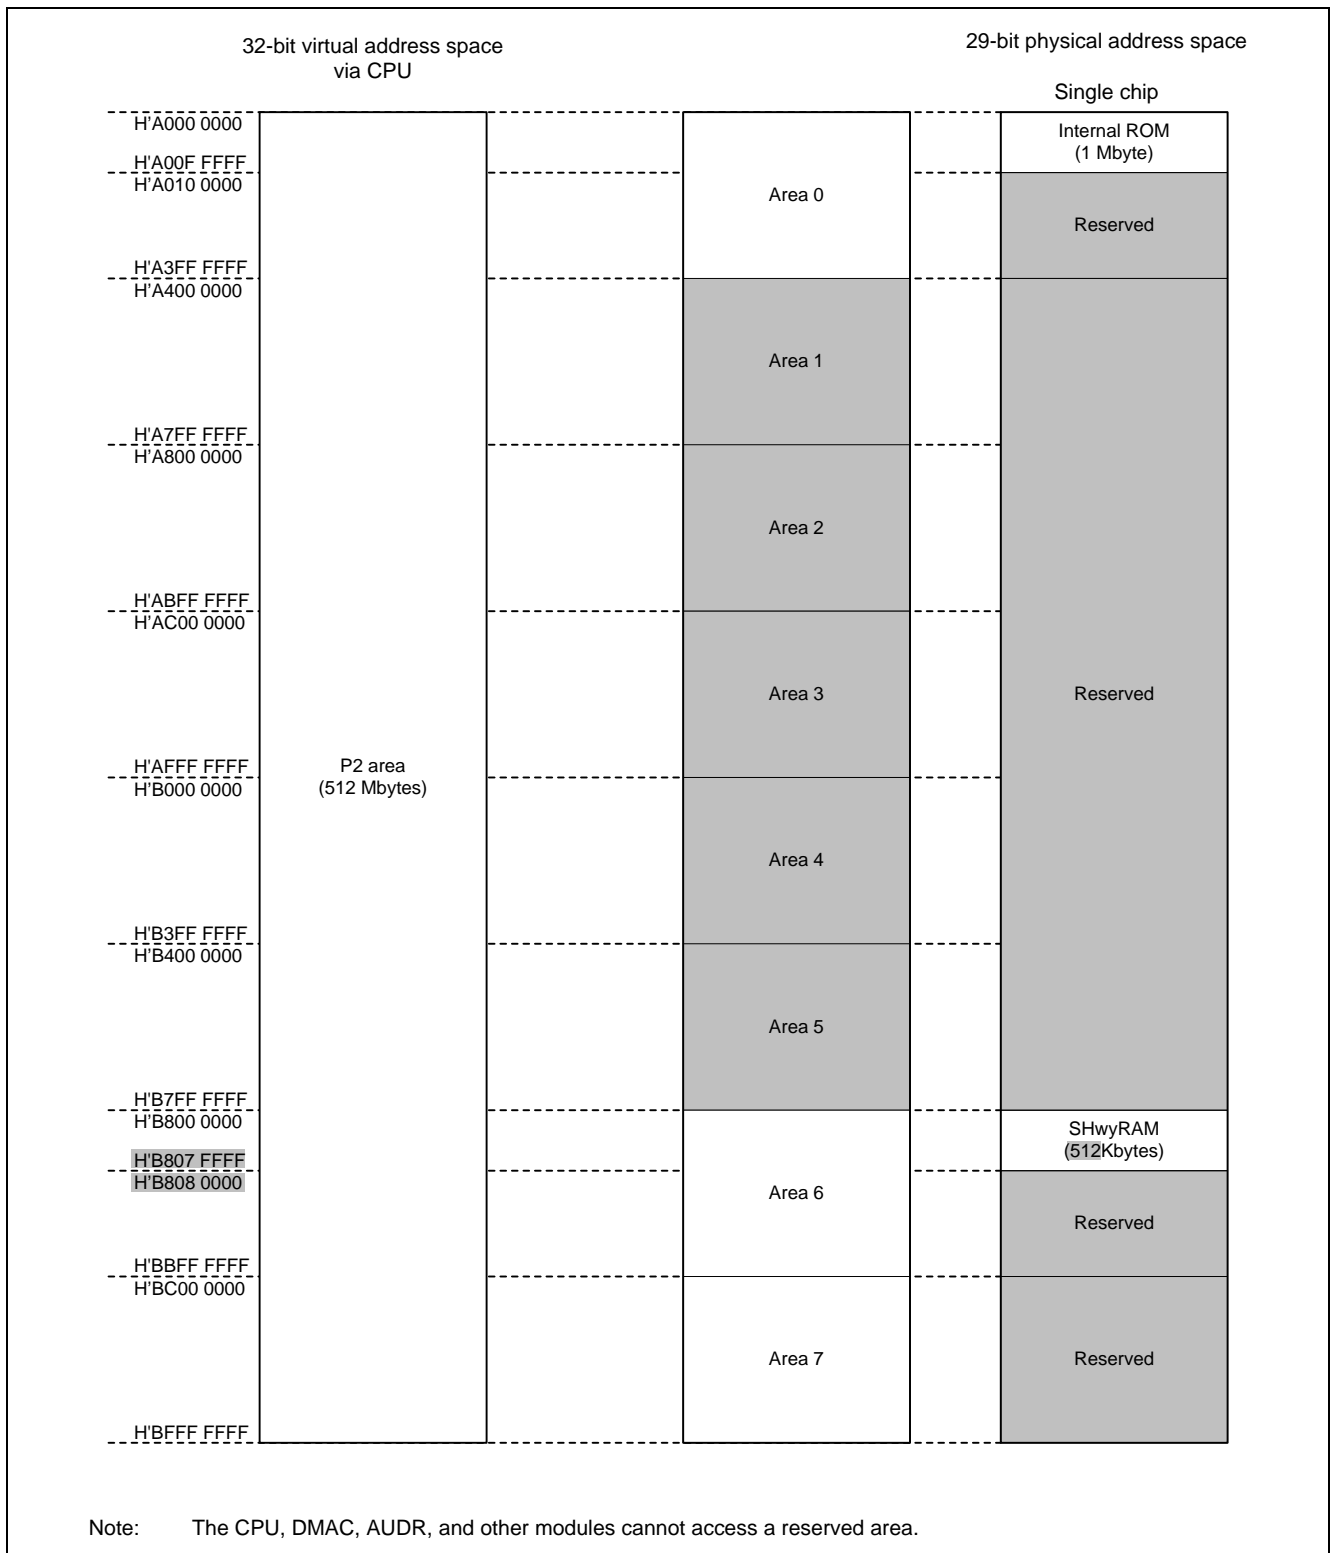 32-bit virtual address space
via CPU
29-bit physical address space
Single chip
H'A000 0000
Internal ROM
(1 Mbyte)
H'A00F FFFF
H'A010 0000
Area 0
Reserved
H'A3FF FFFF
H'A400 0000
Area 1
H'A7FF FFFF
H'A800 0000
Area 2
H'ABFF FFFF
H'AC00 0000
Area 3
Reserved
H'AFFF FFFF
H'B000 0000
P2 area
(512 Mbytes)
Area 4
H'B3FF FFFF
H'B400 0000
Area 5
H'B7FF FFFF
H'B800 0000
SHwyRAM
(512Kbytes)
H'B807 FFFF
H'B808 0000
Area 6
Reserved
H'BBFF FFFF
H'BC00 0000
Area 7
Reserved
H'BFFF FFFF
Note: The CPU, DMAC, AUDR, and other modules cannot access a reserved area.